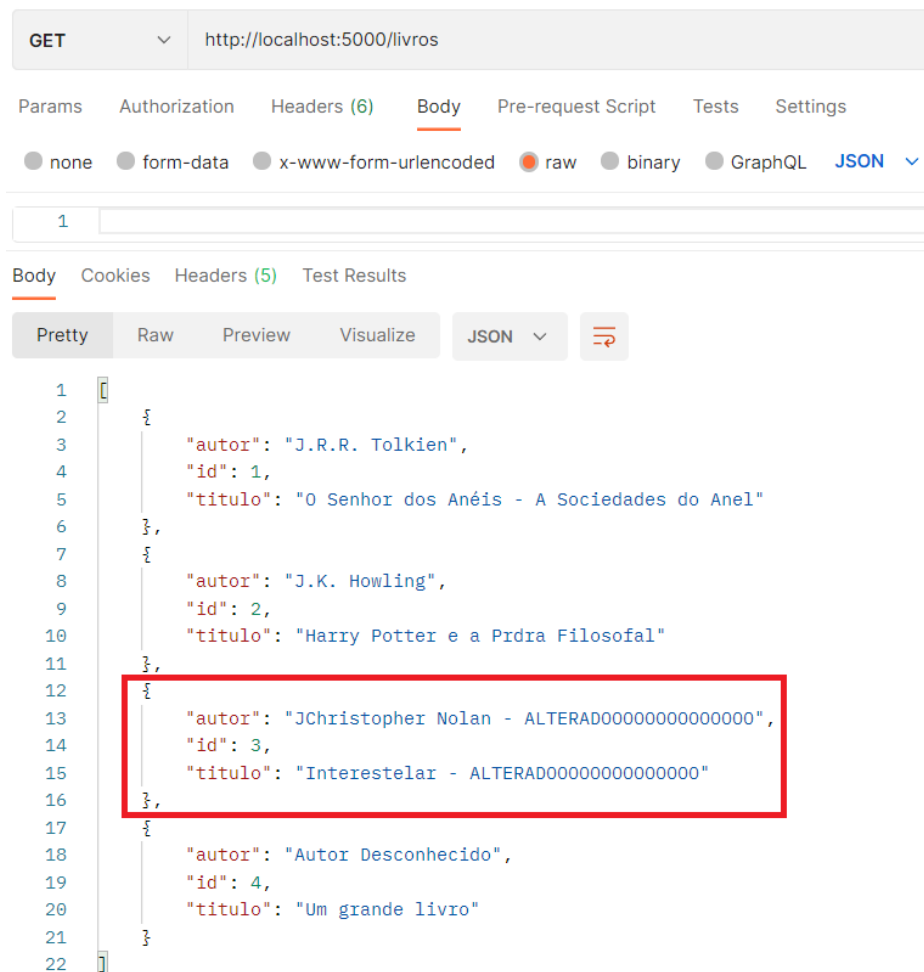 GET http://localhost:5000/livros
Params Authorization Headers (6) Body Pre-request Script Tests Settings
none form-data x-www-form-urlencoded raw binary GraphQL JSON
1
Body Cookies Headers (5) Test Results
Pretty Raw Preview Visualize JSON
1 [
2 {
3 "autor": "J.R.R. Tolkien",
4 "id": 1,
5 "titulo": "O Senhor dos Anéis - A Sociedades do Anel"
6 },
7 {
8 "autor": "J.K. Howling",
9 "id": 2,
10 "titulo": "Harry Potter e a Prdra Filosofal"
11 },
12 {
13 "autor": "JChristopher Nolan - ALTERADOOOOOOOOOOOOOO",
14 "id": 3,
15 "titulo": "Interestelar - ALTERADOOOOOOOOOOOOOO"
16 },
17 {
18 "autor": "Autor Desconhecido",
19 "id": 4,
20 "titulo": "Um grande livro"
21 }
22 ]